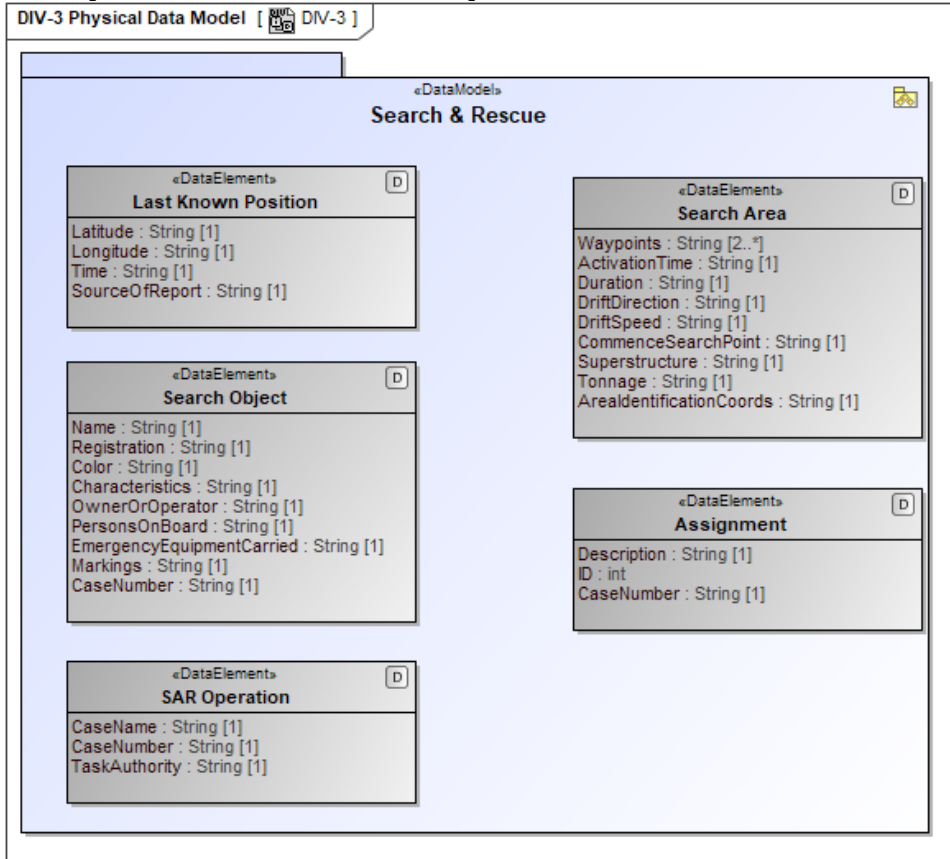 DIV-3 Physical Data Model [ DIV-3 ]
«DataModel»
Search & Rescue
«DataElement»
D
Last Known Position
Latitude : String [1]
Longitude : String [1]
Time : String [1]
SourceOfReport : String [1]
«DataElement»
D
Search Object
Name : String [1]
Registration : String [1]
Color : String [1]
Characteristics : String [1]
OwnerOrOperator : String [1]
PersonsOnBoard : String [1]
EmergencyEquipmentCarried : String [1]
Markings : String [1]
CaseNumber : String [1]
«DataElement»
D
SAR Operation
CaseName : String [1]
CaseNumber : String [1]
TaskAuthority : String [1]
«DataElement»
D
Search Area
Waypoints : String [2..*]
ActivationTime : String [1]
Duration : String [1]
DriftDirection : String [1]
DriftSpeed : String [1]
CommenceSearchPoint : String [1]
Superstructure : String [1]
Tonnage : String [1]
AreaIdentificationCoords : String [1]
«DataElement»
D
Assignment
Description : String [1]
ID : int
CaseNumber : String [1]